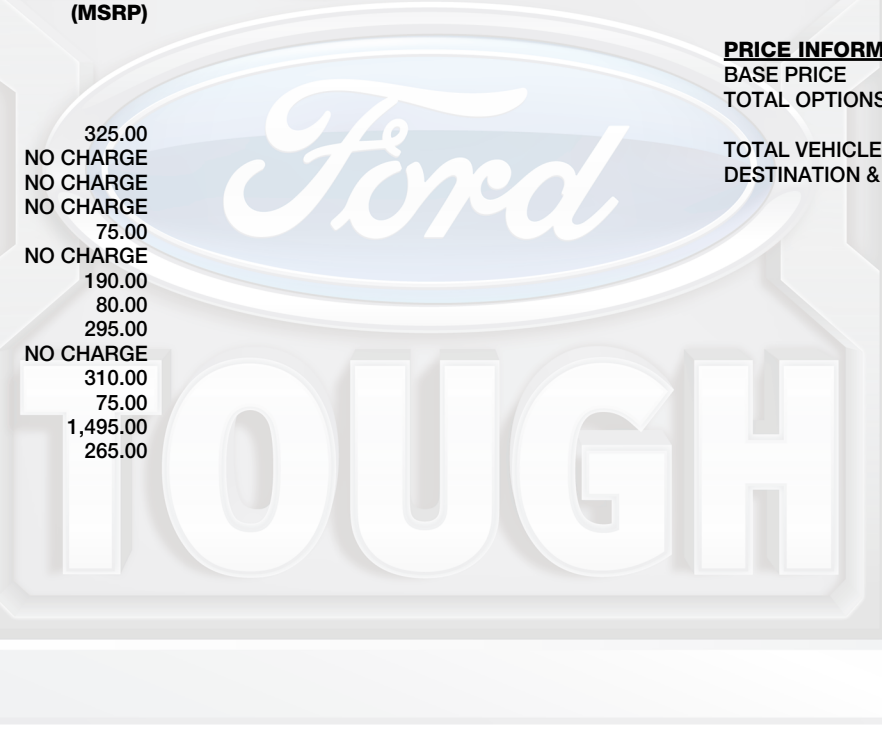 (MSRP)
325.00
NO CHARGE
NO CHARGE
NO CHARGE
75.00
NO CHARGE
190.00
80.00
295.00
NO CHARGE
310.00
75.00
1,495.00
265.00
PRICE INFORM
BASE PRICE
TOTAL OPTIONS
TOTAL VEHICLE
DESTINATION &
Ford
TOUGH